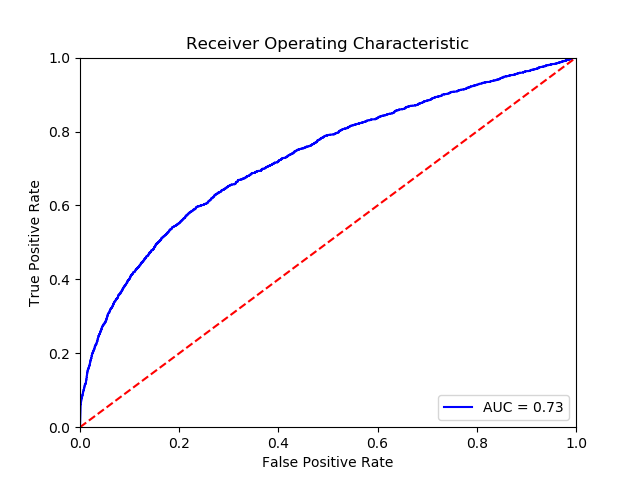 Receiver Operating Characteristic
1.0
0.8
0.6
0.4
0.2
0.0
True Positive Rate
AUC = 0.73
0.0 0.2 0.4 0.6 0.8 1.0
False Positive Rate